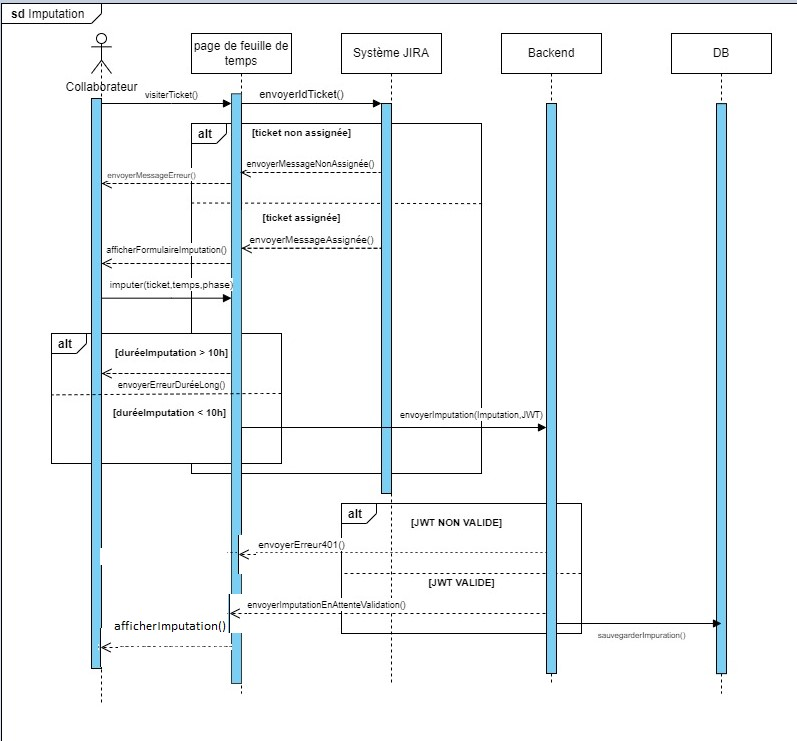 sd Imputation
page de feuille de
temps
Système JIRA
Backend
DB
Collaborateur
visiterTicket()
envoyerIdTicket()
alt
[ticket non assignée]
envoyerMessageNonAssignée()
envoyerMessageErreur()
[ticket assignée]
envoyerMessageAssignée()
afficherFormulaireImputation()
imputer(ticket,temps,phase)
alt
[duréeImputation > 10h]
envoyerErreurDuréeLong()
[duréeImputation < 10h]
envoyerImputation(Imputation,JWT)
alt
[JWT NON VALIDE]
envoyerErreur401()
[JWT VALIDE]
envoyerImputationEnAttenteValidation()
afficherImputation()
sauvegarderImpuration()